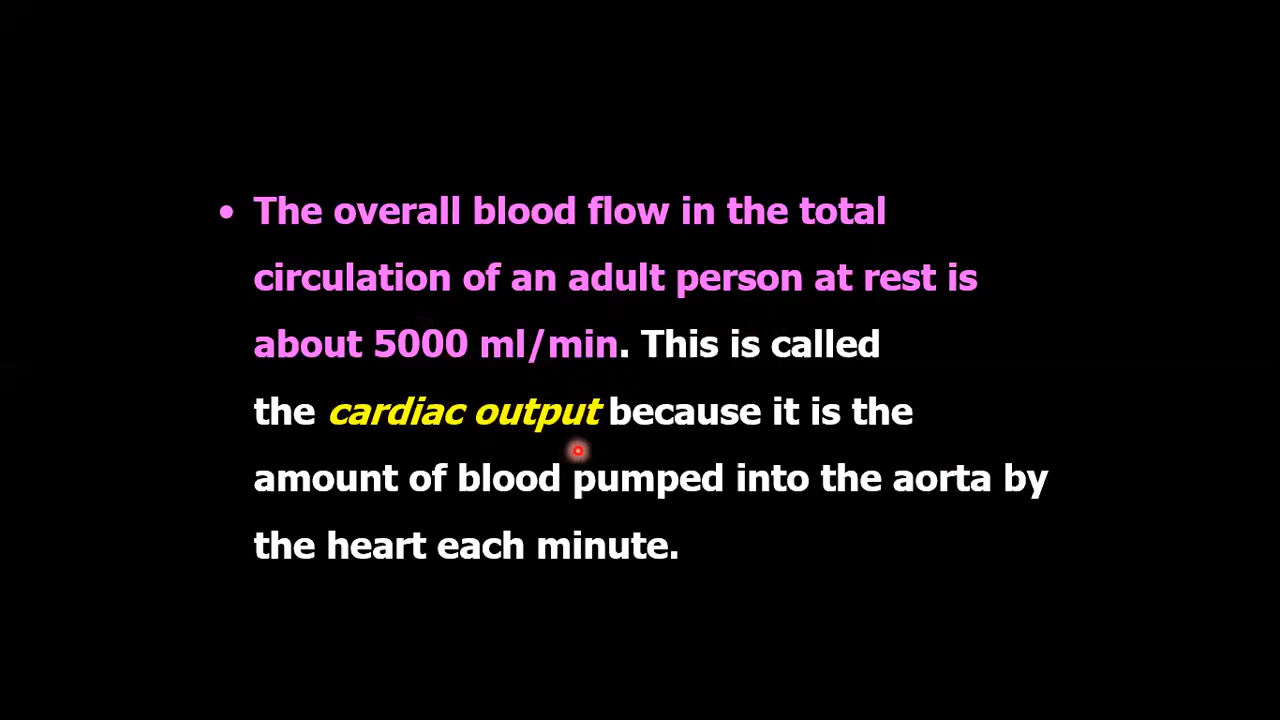 • The overall blood flow in the total
circulation of an adult person at rest is
about 5000 ml/min. This is called
the cardiac output because it is the
amount of blood pumped into the aorta by
the heart each minute.